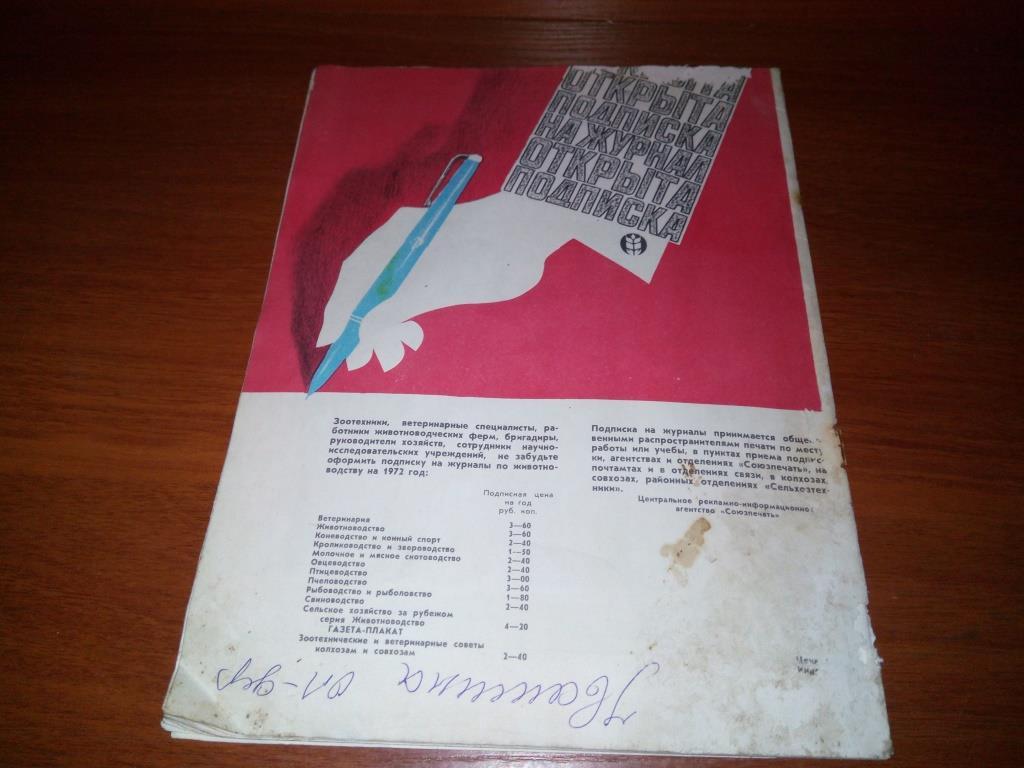 ОТКРЫТА
ПОДПИСКА
НА ЖУРНАЛ
ОТКРЫТА
ПОДПИСКА
Зоотехники, ветеринарные специалисты, ра-
ботники животноводческих ферм, бригадиры,
руководители хозяйств, сотрудники научно-
исследовательских учреждений, не забудьте
оформить подписку на журналы по животно-
водству на 1972 год:
Подписная цена
на год
руб. коп.
Ветеринария 3—60
Животноводство 3—60
Коневодство и конный спорт 2—40
Кролиководство и звероводство 1—50
Молочное и мясное скотоводство 2—40
Овцеводство 2—40
Птицеводство 3—00
Пчеловодство 3—60
Рыбоводство и рыболовство 1—80
Свиноводство 2—40
Сельское хозяйство за рубежом
серия Животноводство 4—20
ГАЗЕТА-ПЛАКАТ
Зоотехнические и ветеринарные советы
колхозам и совхозам 2—40
Подписка на журналы принимается общест-
венными распространителями печати по месту
работы или учебы, в пунктах приема подпис-
ки, агентствах и отделениях «Союзпечать», на
почтамтах и в отделениях связи, в колхозах,
совхозах, районных отделениях «Сельхозтех-
ники».
Центральное рекламно-информационное
агентство «Союзпечать»